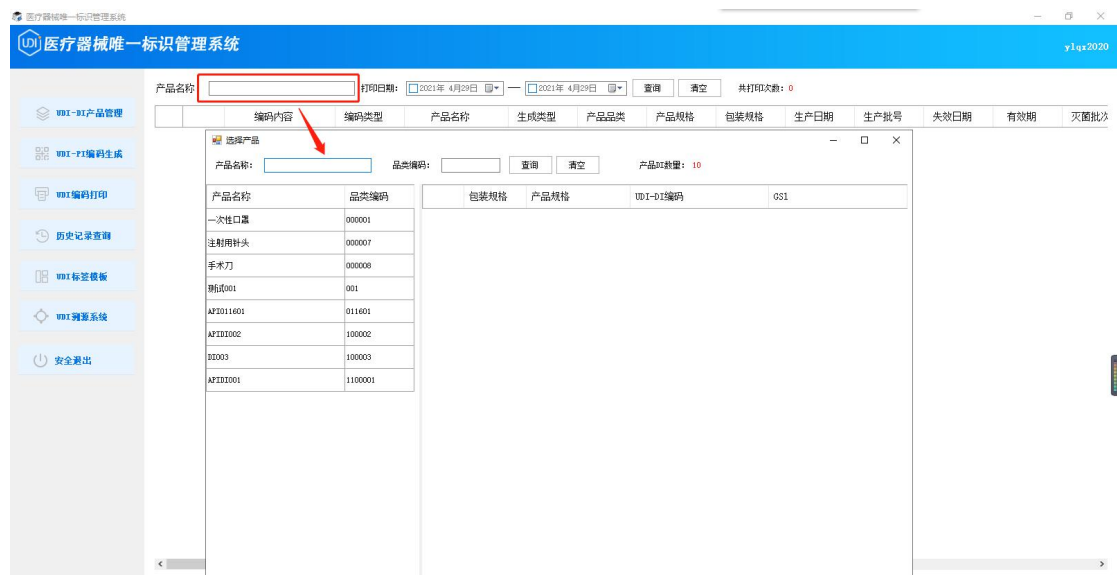 医疗器械唯一标识管理系统
UDI 医疗器械唯一标识管理系统 ylqx2020
产品名称 打印日期: 2021年 4月29日 — 2021年 4月29日 查询 清空 共打印次数: 0
编码内容 编码类型 产品名称 生成类型 产品品类 产品规格 包装规格 生产日期 生产批号 失效日期 有效期 灭菌批次
UDI-DI产品管理
UDI-PI编码生成
UDI编码打印
历史记录查询
UDI标签模板
UDI溯源系统
安全退出
选择产品
产品名称: 品类编码: 查询 清空 产品DI数量: 10
产品名称 品类编码 包装规格 产品规格 UDI-DI编码 GS1
一次性口罩 000001
注射用针头 000007
手术刀 000008
测试001 001
API011601 011601
APIDI002 100002
DI003 100003
APIDI001 1100001